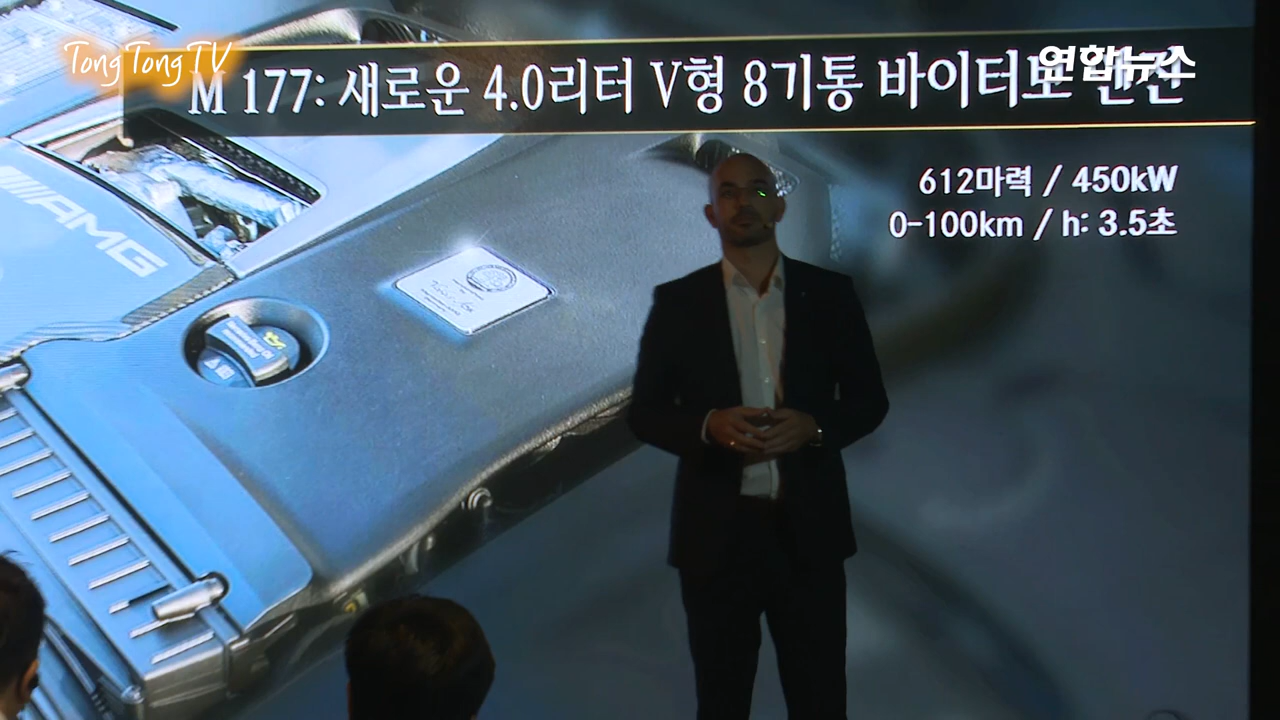 Tong Tong TV
연합뉴스
M 177: 새로운 4.0리터 V형 8기통 바이터보 엔진
612마력 / 450kW
0-100km / h: 3.5초
AMG